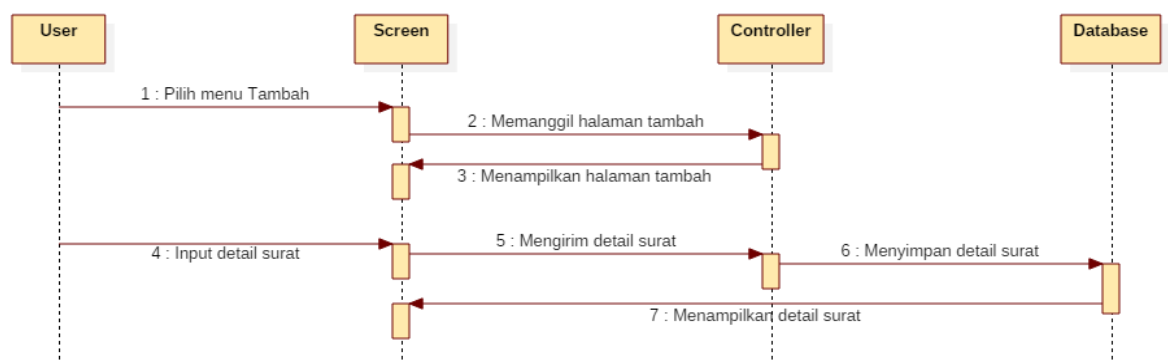 User
Screen
Controller
Database
1 : Pilih menu Tambah
2 : Memanggil halaman tambah
3 : Menampilkan halaman tambah
4 : Input detail surat
5 : Mengirim detail surat
6 : Menyimpan detail surat
7 : Menampilkan detail surat